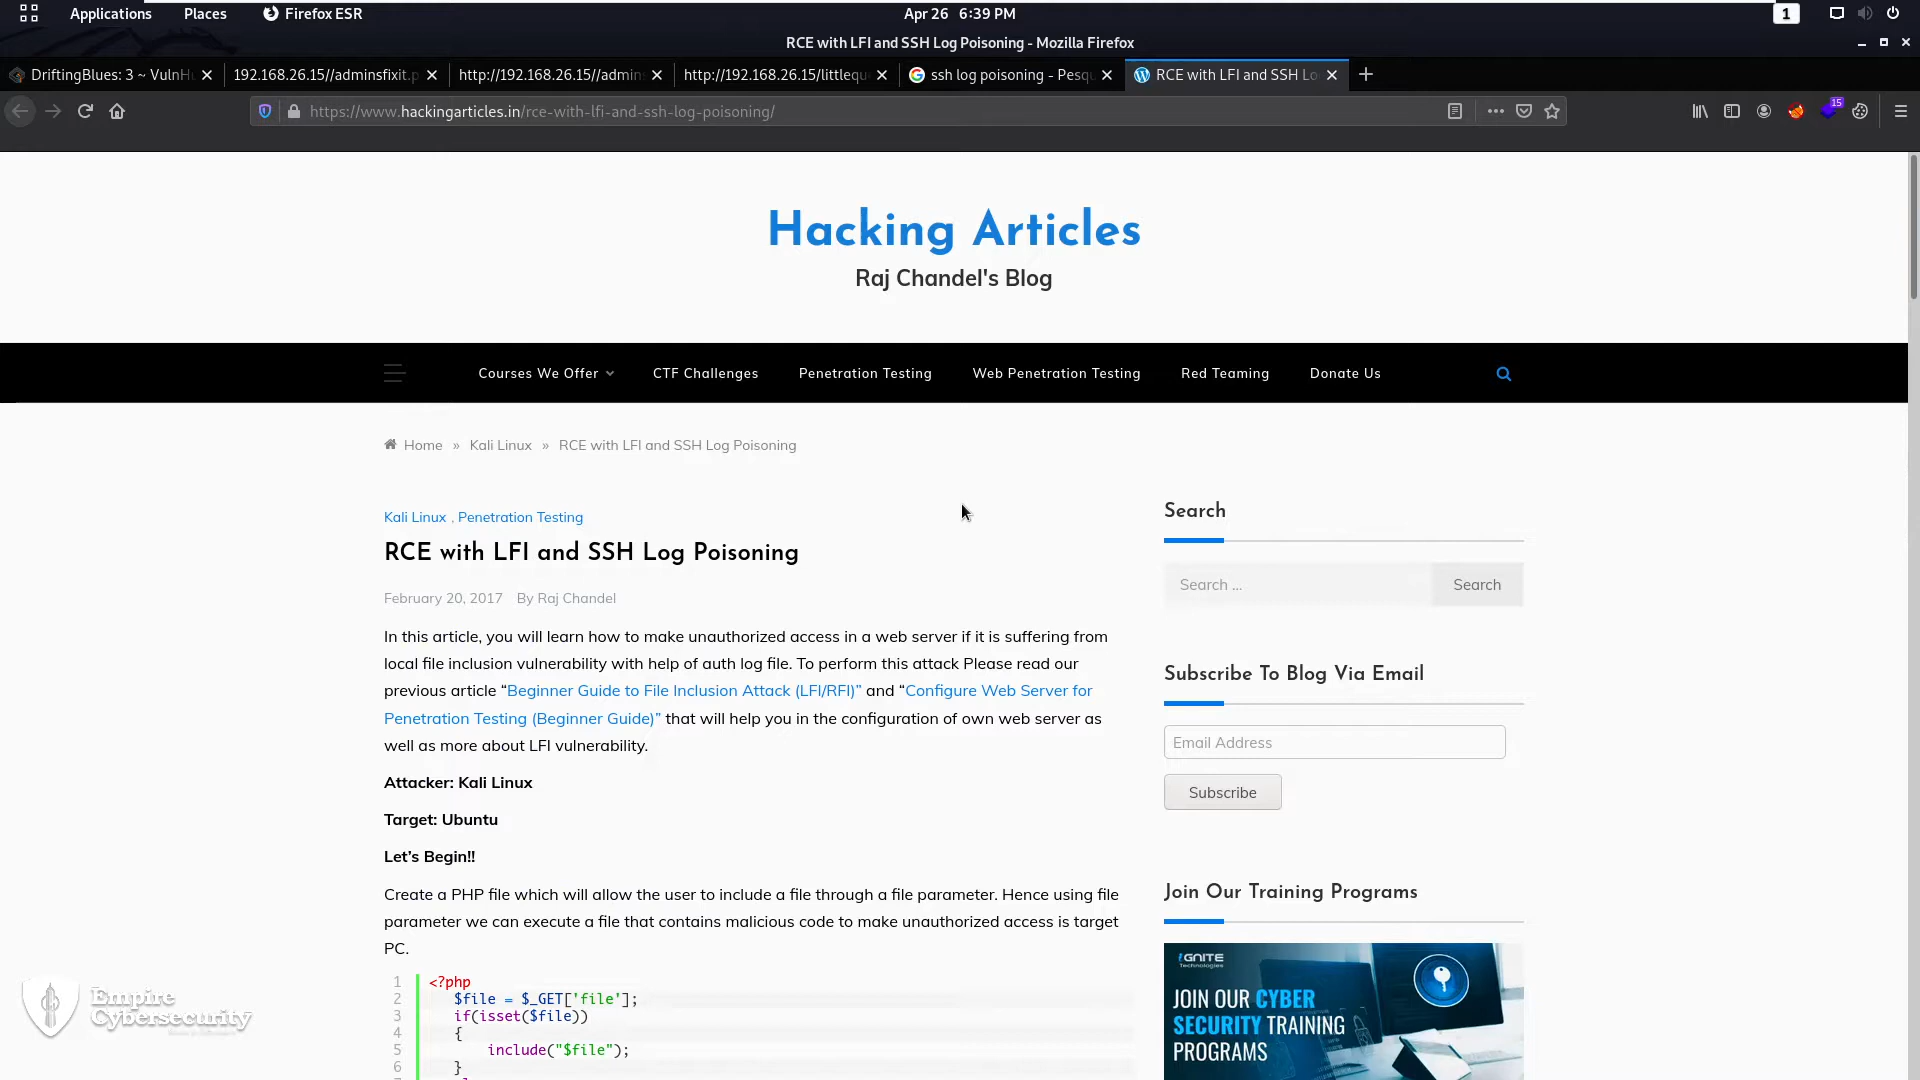 Applications Places Firefox ESR Apr 26 6:39 PM 1
RCE with LFI and SSH Log Poisoning - Mozilla Firefox
DriftingBlues: 3 ~ VulnH 192.168.26.15//adminsfixit.p http://192.168.26.15//admin http://192.168.26.15/littlequ ssh log poisoning - Pesq RCE with LFI and SSH Lo
https://www.hackingarticles.in/rce-with-lfi-and-ssh-log-poisoning/ 15
Hacking Articles
Raj Chandel's Blog
Courses We Offer CTF Challenges Penetration Testing Web Penetration Testing Red Teaming Donate Us
Home » Kali Linux » RCE with LFI and SSH Log Poisoning
Kali Linux , Penetration Testing
RCE with LFI and SSH Log Poisoning
February 20, 2017 By Raj Chandel
In this article, you will learn how to make unauthorized access in a web server if it is suffering from
local file inclusion vulnerability with help of auth log file. To perform this attack Please read our
previous article “Beginner Guide to File Inclusion Attack (LFI/RFI)” and “Configure Web Server for
Penetration Testing (Beginner Guide)” that will help you in the configuration of own web server as
well as more about LFI vulnerability.
Attacker: Kali Linux
Target: Ubuntu
Let’s Begin!!
Create a PHP file which will allow the user to include a file through a file parameter. Hence using file
parameter we can execute a file that contains malicious code to make unauthorized access is target
PC.
1 <?php
2 $file = $_GET['file'];
3 if(isset($file))
4 {
5 include("$file");
6 }
Search
Search ... Search
Subscribe To Blog Via Email
Email Address
Subscribe
Join Our Training Programs
IGNITE
Technologies
JOIN OUR CYBER
SECURITY TRAINING
PROGRAMS
Empire
Cybersecurity